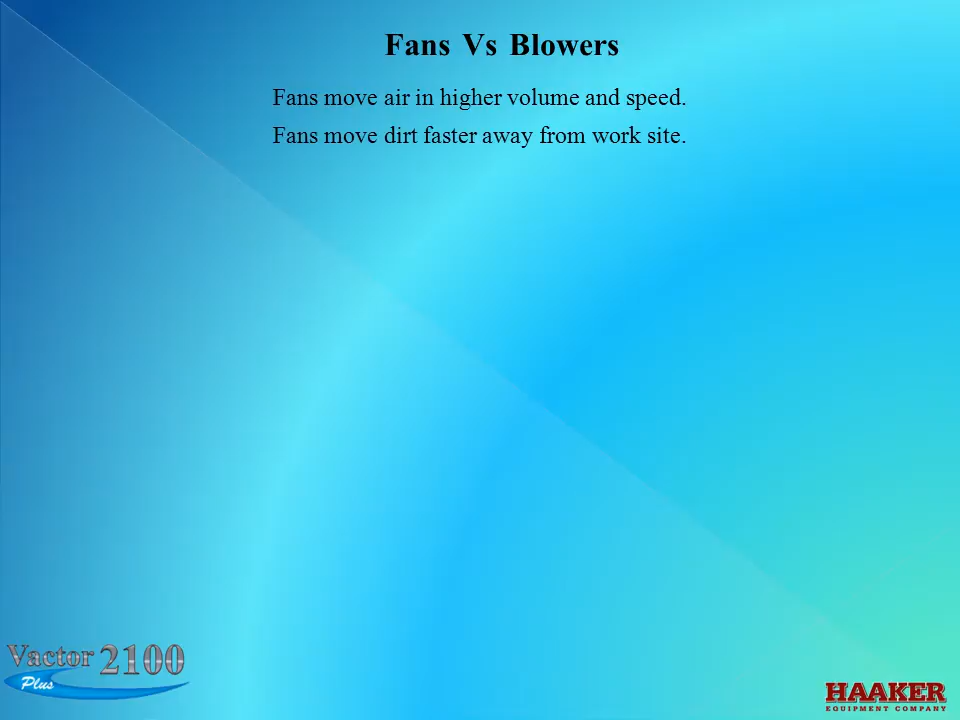 Fans Vs Blowers
Fans move air in higher volume and speed.
Fans move dirt faster away from work site.
Vactor 2100
Plus
HAAKER
EQUIPMENT COMPANY